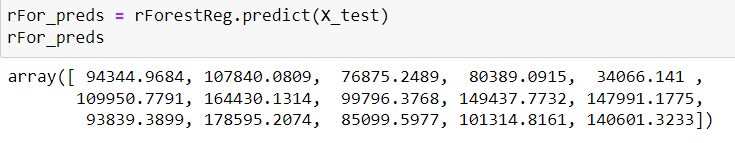 rFor_preds = rForestReg.predict(X_test)
rFor_preds
array([ 94344.9684, 107840.0809,  76875.2489,  80389.0915,  34066.141 ,
       109950.7791, 164430.1314,  99796.3768, 149437.7732, 147991.1775,
        93839.3899, 178595.2074,  85099.5977, 101314.8161, 140601.3233])